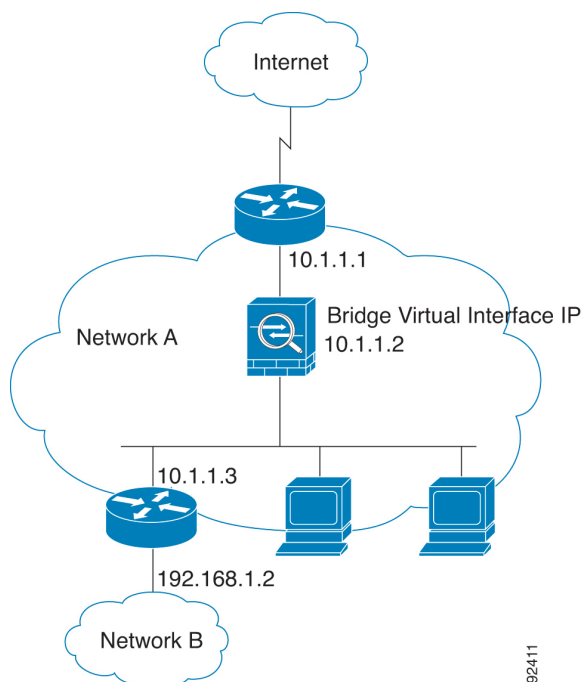 Internet
10.1.1.1
Bridge Virtual Interface IP
10.1.1.2
Network A
10.1.1.3
192.168.1.2
Network B
92411